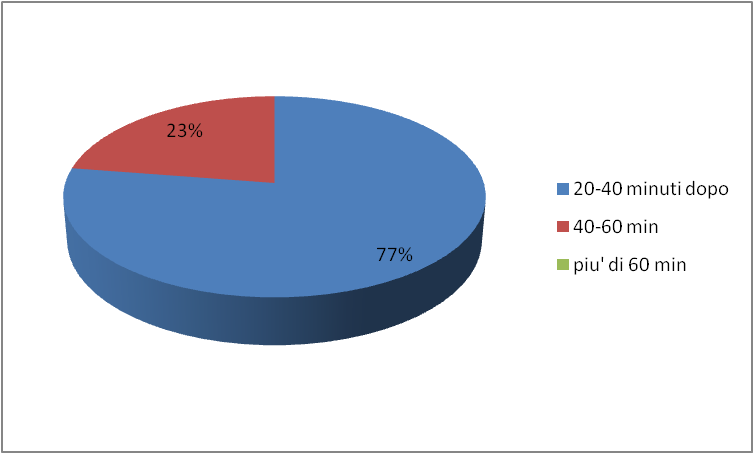 23%
77%
20-40 minuti dopo
40-60 min
piu' di 60 min